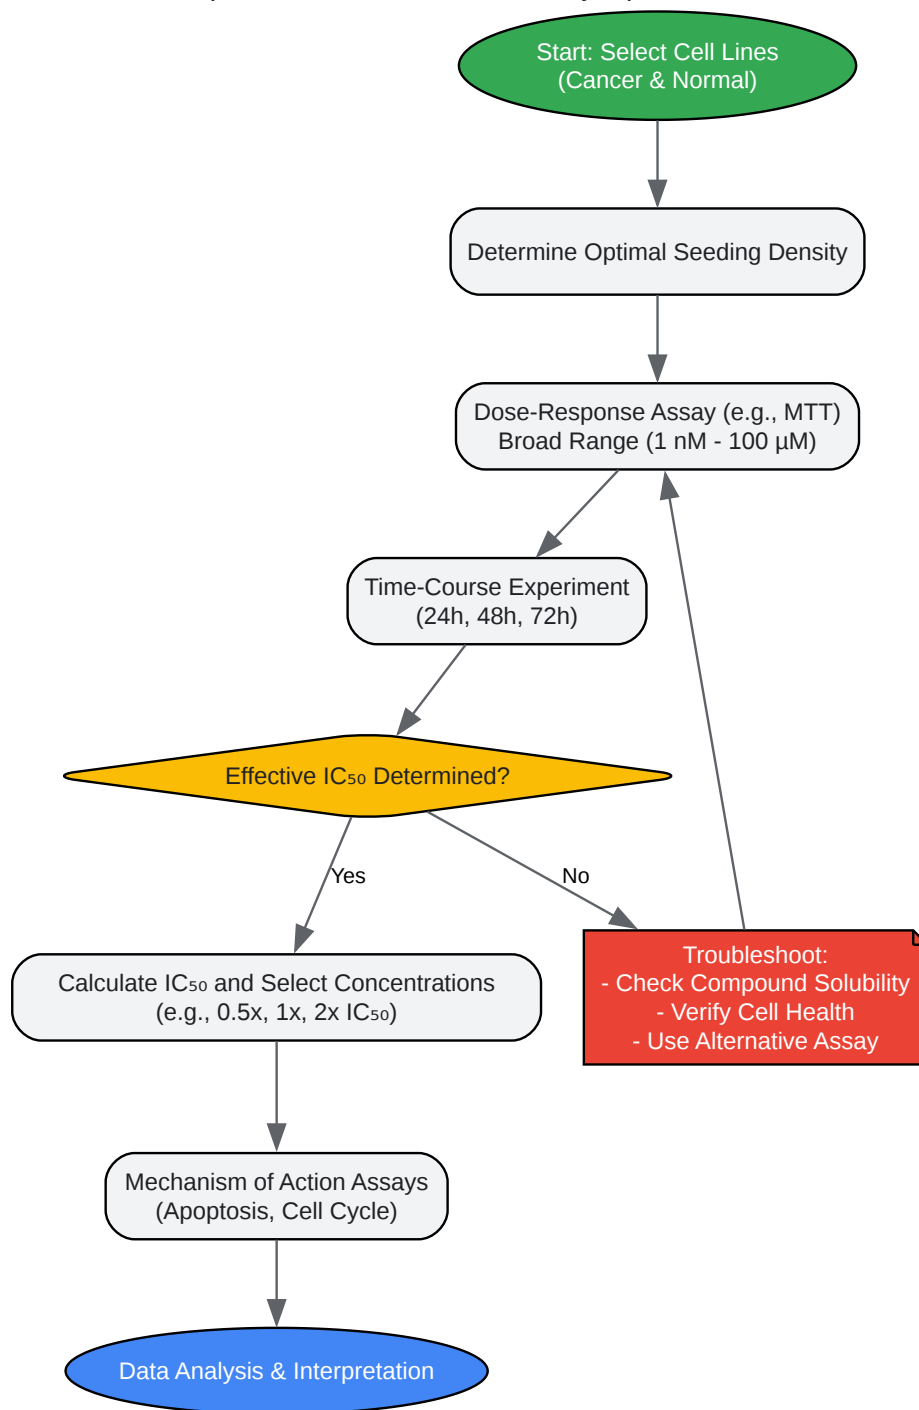 Start: Select Cell Lines
(Cancer & Normal)
Determine Optimal Seeding Density
Dose-Response Assay (e.g., MTT)
Broad Range (1 nM - 100 µM)
Time-Course Experiment
(24h, 48h, 72h)
Effective IC₅₀ Determined?
Yes
No
Calculate IC₅₀ and Select Concentrations
(e.g., 0.5x, 1x, 2x IC₅₀)
Troubleshoot:
- Check Compound Solubility
- Verify Cell Health
- Use Alternative Assay
Mechanism of Action Assays
(Apoptosis, Cell Cycle)
Data Analysis & Interpretation